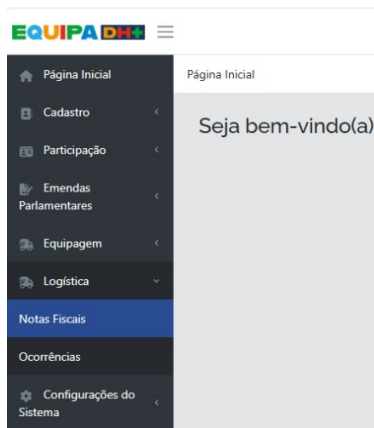 EQUIPA DH+
Página Inicial
Cadastro
Participação
Emendas
Parlamentares
Equipagem
Logística
Notas Fiscais
Ocorrências
Configurações do
Sistema
Página Inicial
Seja bem-vindo(a)